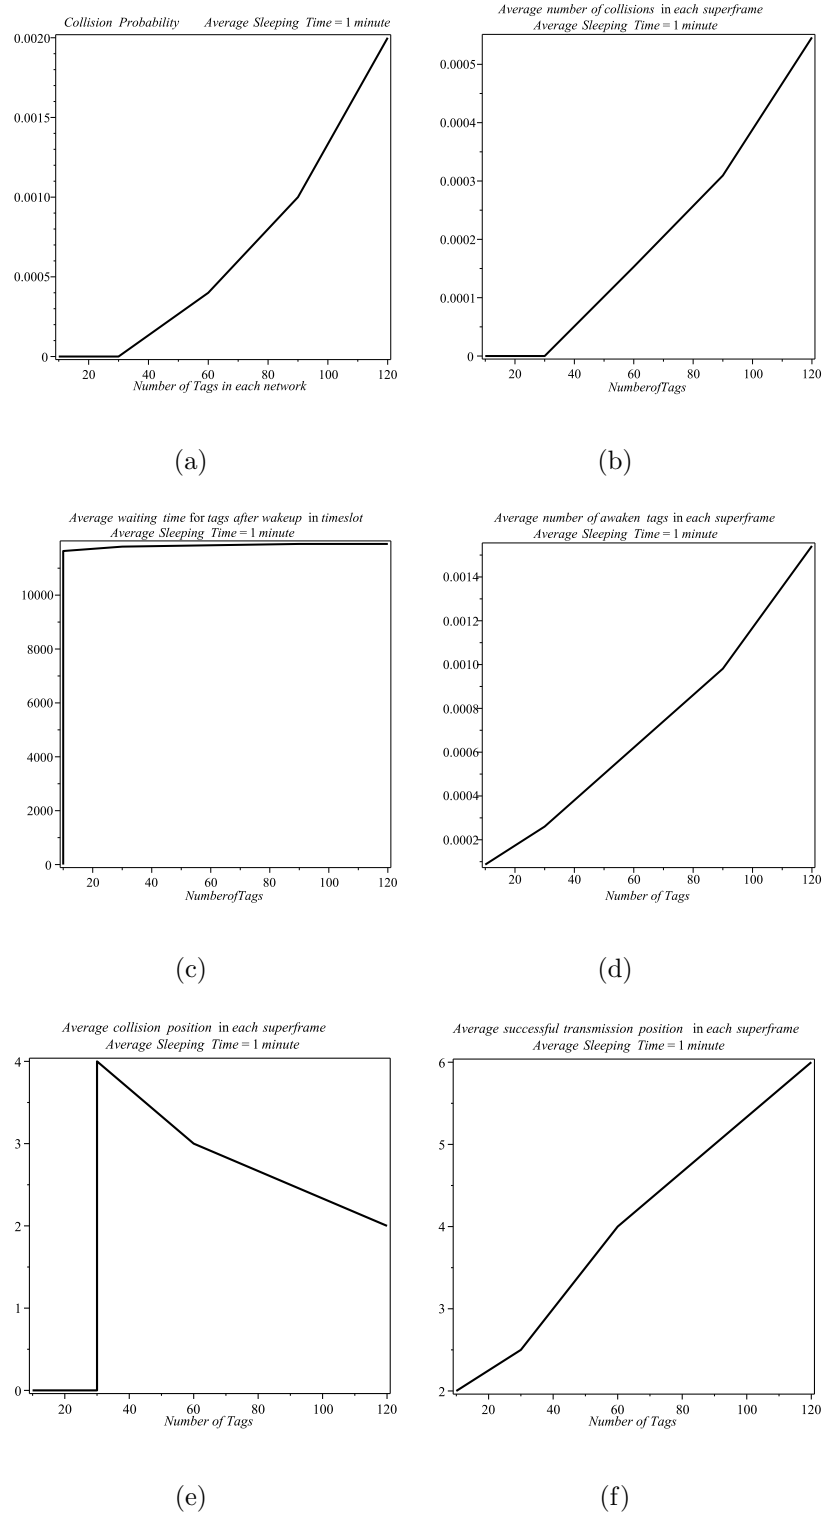 Collision Probability Average Sleeping Time = 1 minute
0.0020
0.0015
0.0010
0.0005
0
20 40 60 80 100 120
Number of Tags in each network
(a)
Average number of collisions in each superframe
Average Sleeping Time = 1 minute
0.0005
0.0004
0.0003
0.0002
0.0001
0
20 40 60 80 100 120
NumberofTags
(b)
Average waiting time for tags after wakeup in timeslot
Average Sleeping Time = 1 minute
10000
8000
6000
4000
2000
0
20 40 60 80 100 120
NumberofTags
(c)
Average number of awaken tags in each superframe
Average Sleeping Time = 1 minute
0.0014
0.0012
0.0010
0.0008
0.0006
0.0004
0.0002
20 40 60 80 100 120
Number of Tags
(d)
Average collision position in each superframe
Average Sleeping Time = 1 minute
4
3
2
1
0
20 40 60 80 100 120
Number of Tags
(e)
Average successful transmission position in each superframe
Average Sleeping Time = 1 minute
6
5
4
3
2
20 40 60 80 100 120
Number of Tags
(f)